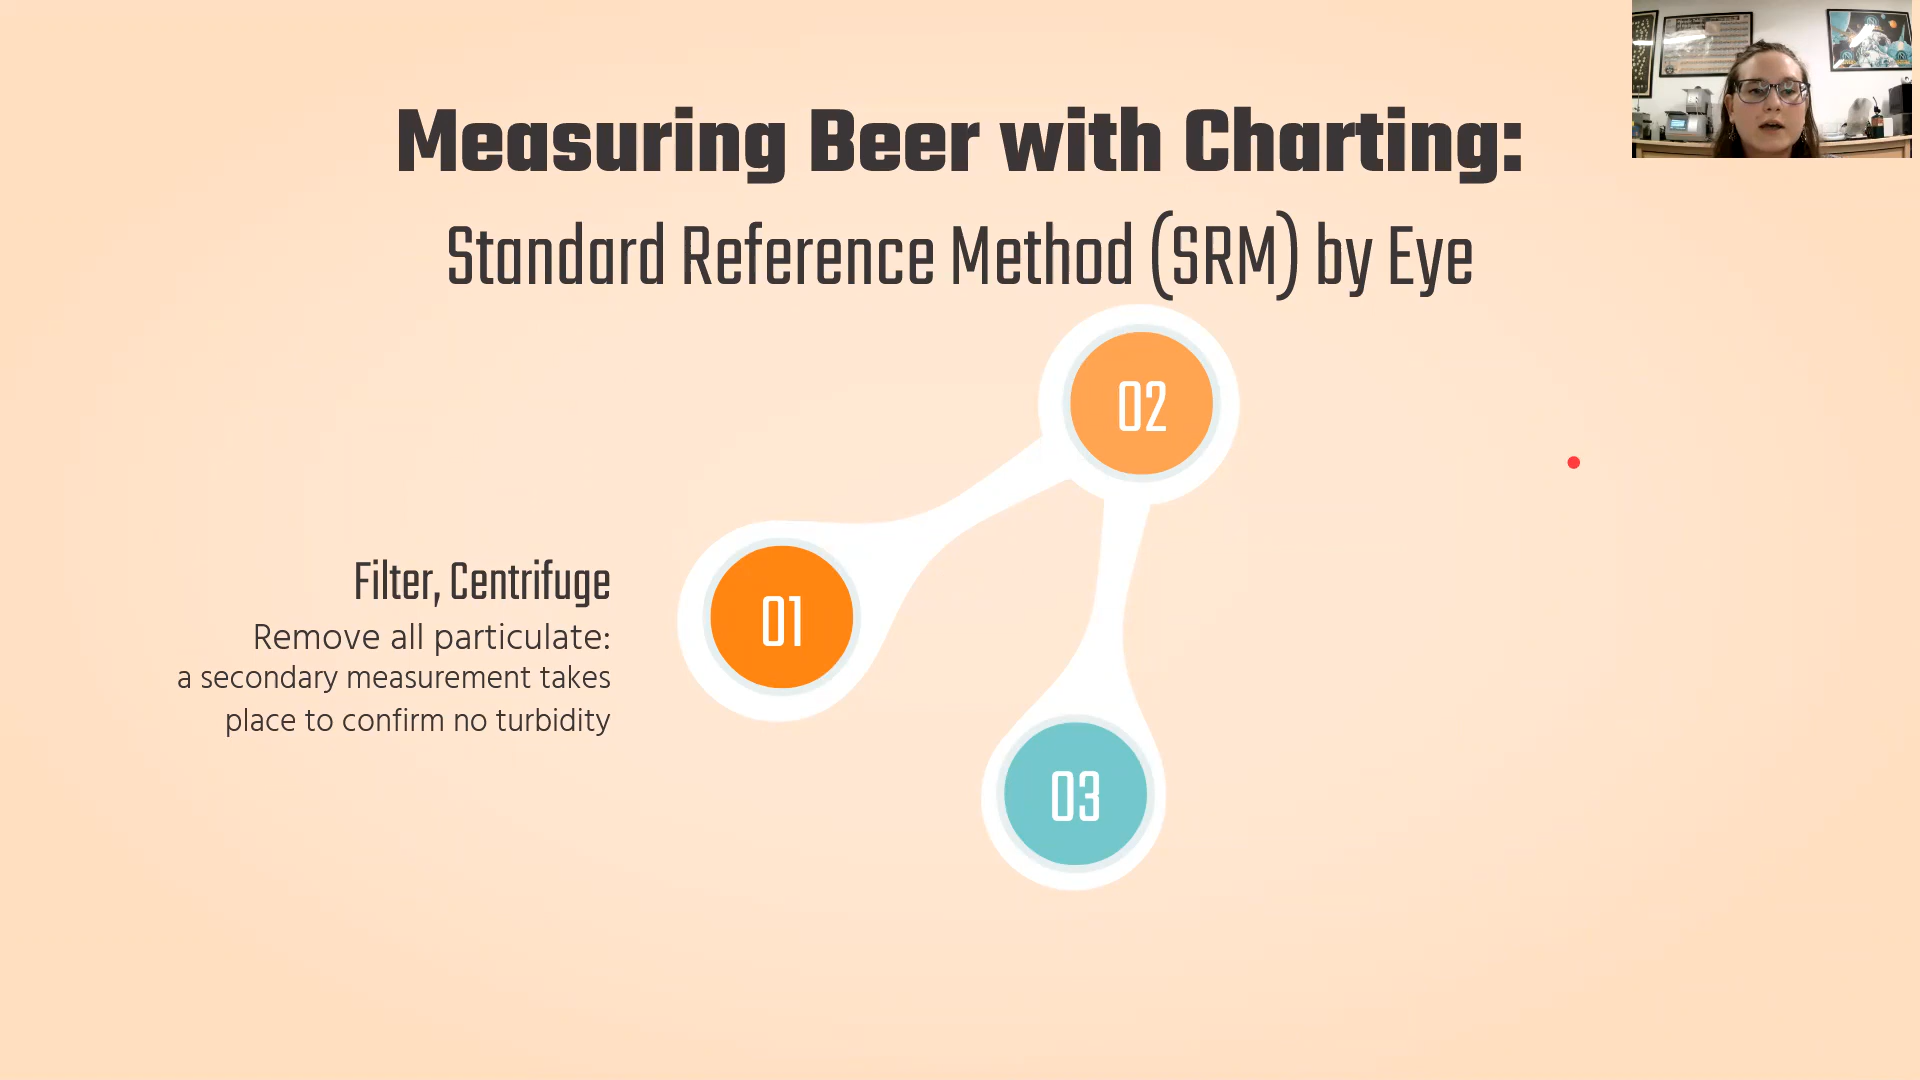 Measuring Beer with Charting:
Standard Reference Method (SRM) by Eye
02
Filter, Centrifuge
Remove all particulate:
a secondary measurement takes
place to confirm no turbidity
01
03